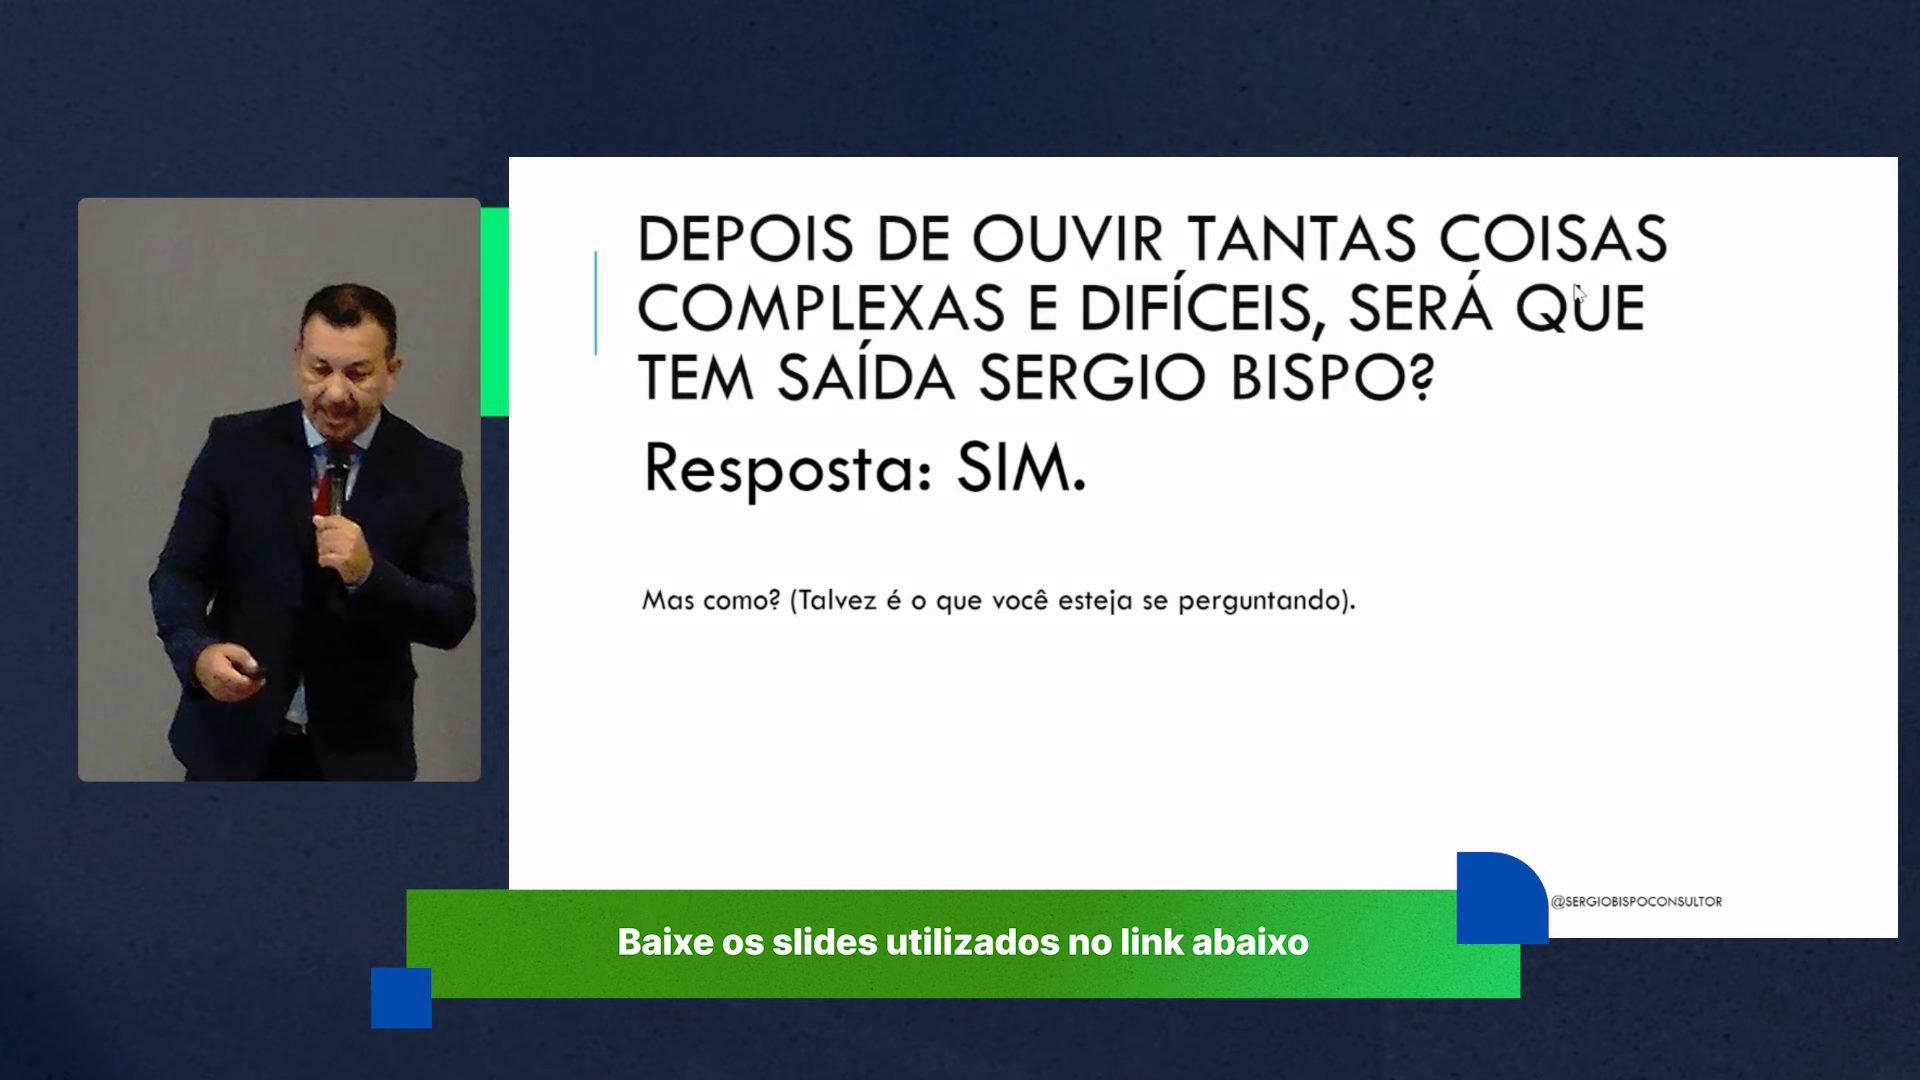 DEPOIS DE OUVIR TANTAS COISAS
COMPLEXAS E DIFÍCEIS, SERÁ QUE
TEM SAÍDA SERGIO BISPO?
Resposta: SIM.
Mas como? (Talvez é o que você esteja se perguntando).
@SERGIOBISPOCONSULTOR
Baixe os slides utilizados no link abaixo